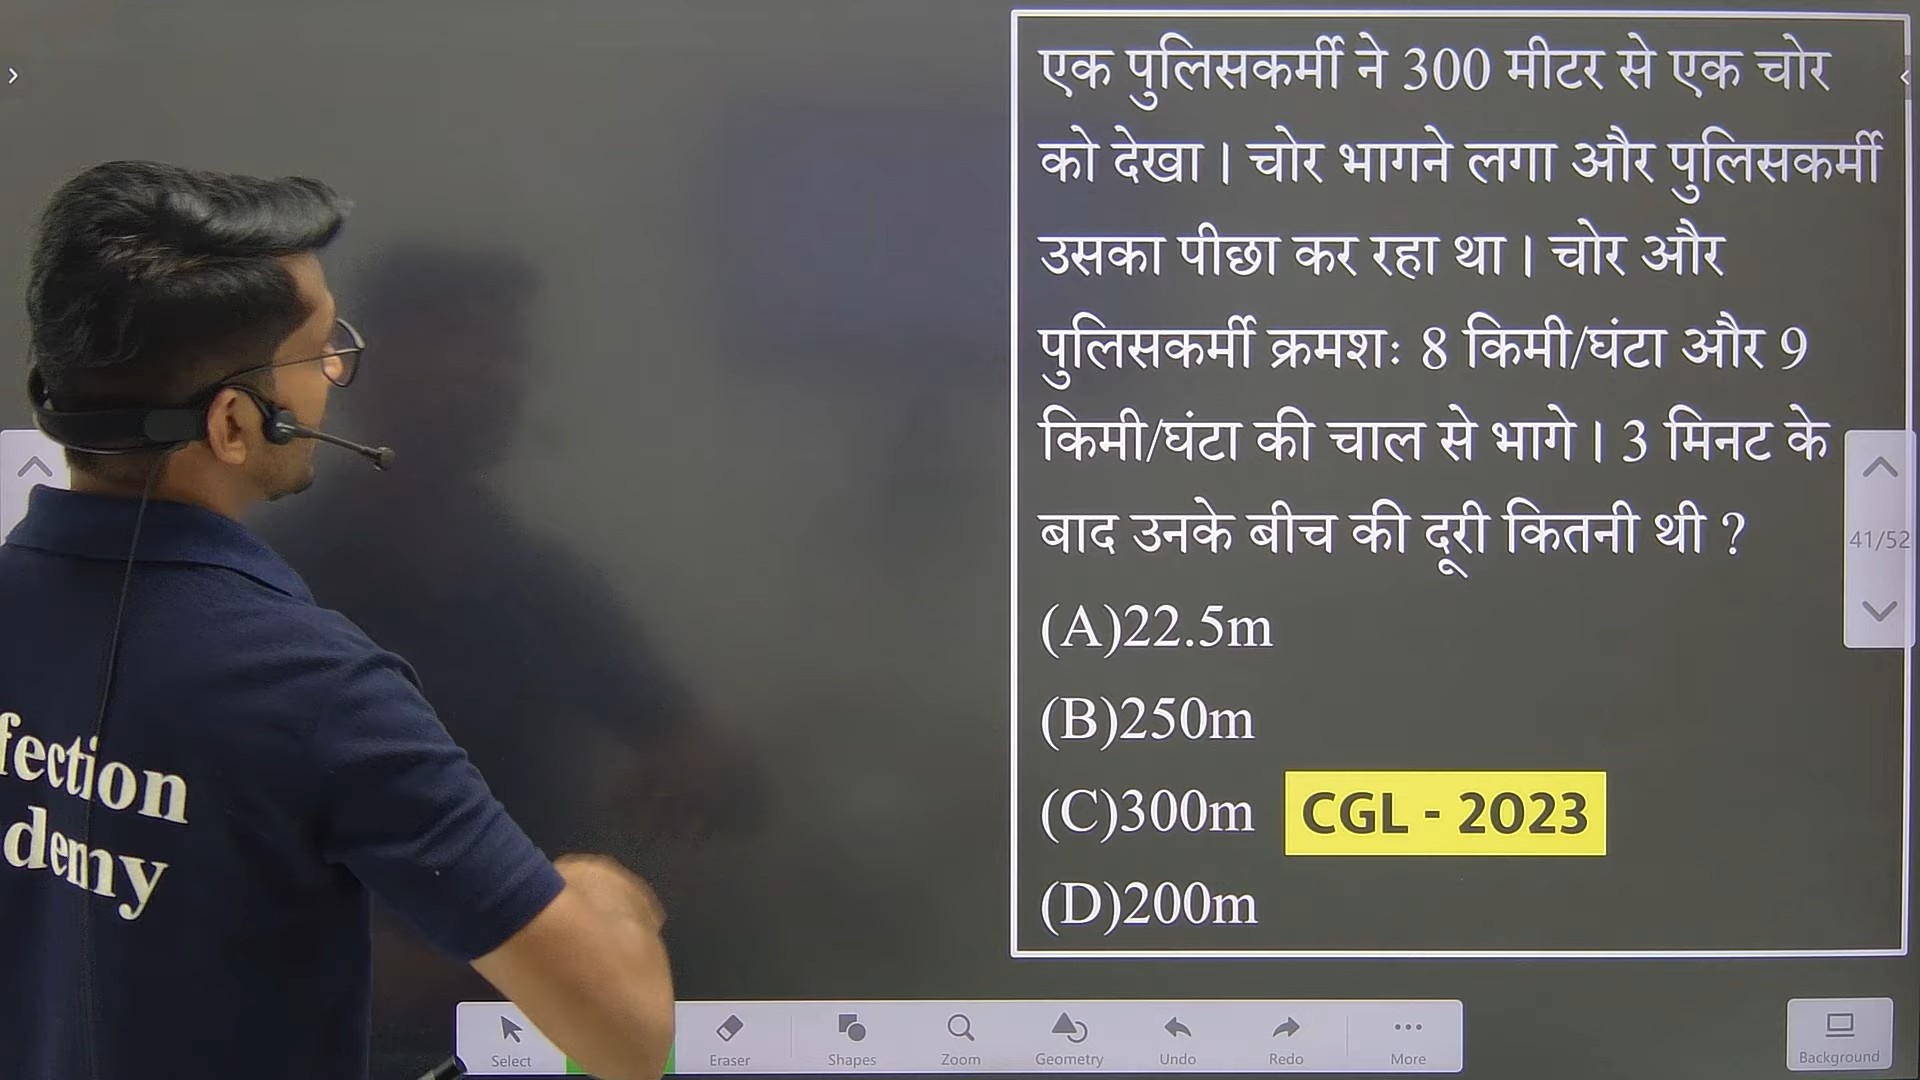 एक पुलिसकर्मी ने 300 मीटर से एक चोर
को देखा। चोर भागने लगा और पुलिसकर्मी
उसका पीछा कर रहा था। चोर और
पुलिसकर्मी क्रमशः 8 किमी/घंटा और 9
किमी/घंटा की चाल से भागे। 3 मिनट के
बाद उनके बीच की दूरी कितनी थी ?
(A)22.5m
(B)250m
(C)300m CGL - 2023
(D)200m
41/52
fection
demy
Select Eraser Shapes Zoom Geometry Undo Redo More
Background